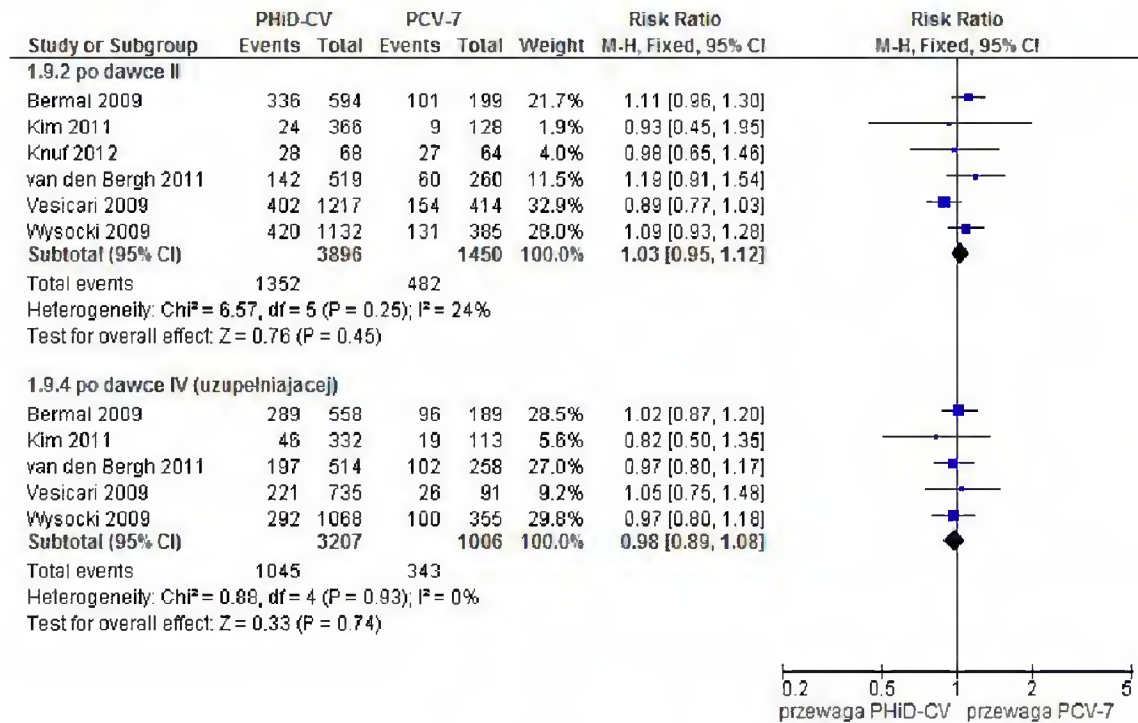 PHiD-CV PCV-7 Risk Ratio Risk Ratio
Study or Subgroup Events Total Events Total Weight M-H, Fixed, 95% CI M-H, Fixed, 95% CI
1.9.2 po dawce II
Bermal 2009 336 594 101 199 21.7% 1.11 [0.96, 1.30]
Kim 2011 24 366 9 128 1.9% 0.93 [0.45, 1.95]
Knuf 2012 28 68 27 64 4.0% 0.98 [0.65, 1.46]
van den Bergh 2011 142 519 60 260 11.5% 1.19 [0.91, 1.54]
Vesicari 2009 402 1217 154 414 32.9% 0.89 [0.77, 1.03]
Wysocki 2009 420 1132 131 385 28.0% 1.09 [0.93, 1.28]
Subtotal (95% CI) 3896 1450 100.0% 1.03 [0.95, 1.12]
Total events 1352 482
Heterogeneity: Chi² = 6.57, df = 5 (P = 0.25); I² = 24%
Test for overall effect: Z = 0.76 (P = 0.45)
1.9.4 po dawce IV (uzupełniajacej)
Bermal 2009 289 558 96 189 28.5% 1.02 [0.87, 1.20]
Kim 2011 46 332 19 113 5.6% 0.82 [0.50, 1.35]
van den Bergh 2011 197 514 102 258 27.0% 0.97 [0.80, 1.17]
Vesicari 2009 221 735 26 91 9.2% 1.05 [0.75, 1.48]
Wysocki 2009 292 1068 100 355 29.8% 0.97 [0.80, 1.18]
Subtotal (95% CI) 3207 1006 100.0% 0.98 [0.89, 1.08]
Total events 1045 343
Heterogeneity: Chi² = 0.88, df = 4 (P = 0.93); I² = 0%
Test for overall effect: Z = 0.33 (P = 0.74)
0.2 0.5 1 2 5
przewaga PHiD-CV przewaga PCV-7